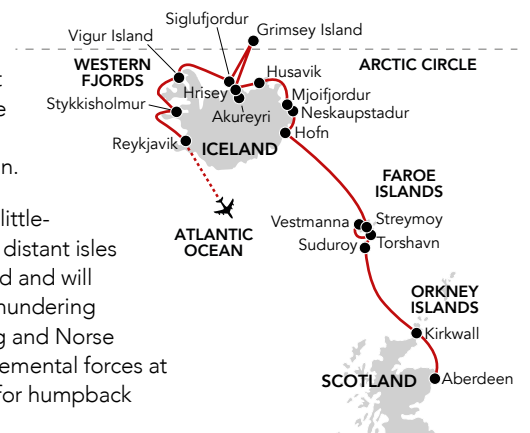 Siglufjordur
Grimsey Island
Vigur Island
WESTERN
FJORDS
ARCTIC CIRCLE
Husavik
Hrisey
Mjoifjordur
Stykkisholmur
Neskaupstadur
Akureyri
Hofn
Reykjavik
ICELAND
n.
FAROE
ISLANDS
little-
distant isles
d and will
hundering
g and Norse
emental forces at
for humpback
ATLANTIC
OCEAN
Vestmanna
Streymoy
Suduroy
Torshavn
ORKNEY
ISLANDS
Kirkwall
SCOTLAND
Aberdeen